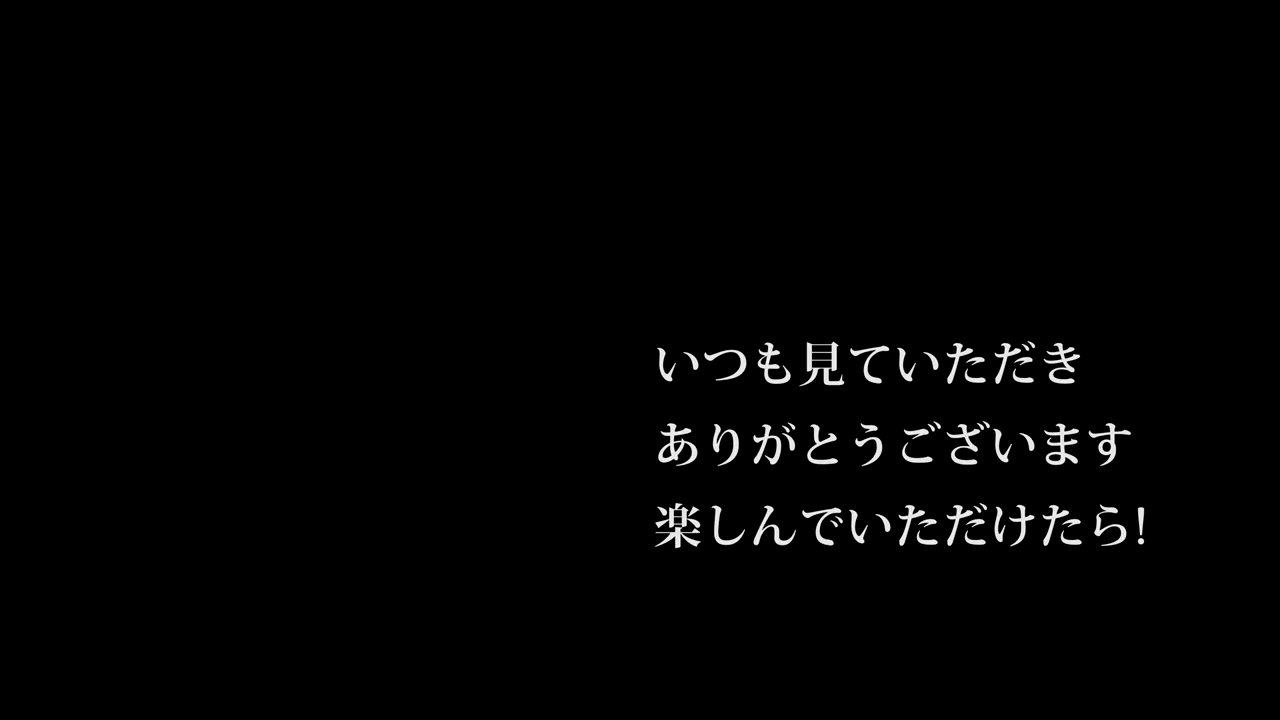 いつも見ていただき
ありがとうございます
楽しんでいただけたら!